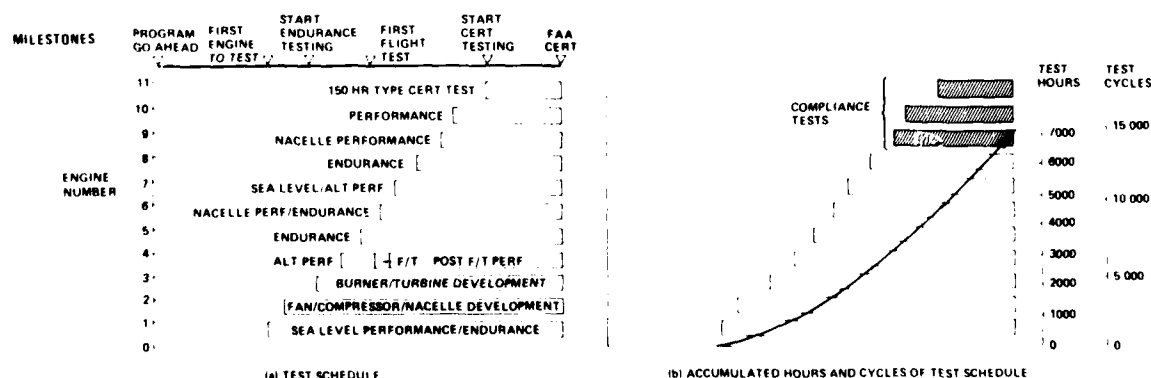 MILESTONES
PROGRAM
GO AHEAD
FIRST
ENGINE
TO TEST
START
ENDURANCE
TESTING
FIRST
FLIGHT
TEST
START
CERT
TESTING
FAA
CERT
ENGINE
NUMBER
11
10
9
8
7
6
5
4
3
2
1
0
150 HR TYPE CERT TEST
PERFORMANCE
NACELLE PERFORMANCE
ENDURANCE
SEA LEVEL/ALT PERF
NACELLE PERF/ENDURANCE
ENDURANCE
ALT PERF F/T POST F/T PERF
BURNER/TURBINE DEVELOPMENT
FAN/COMPRESSOR/NACELLE DEVELOPMENT
SEA LEVEL PERFORMANCE/ENDURANCE
(a) TEST SCHEDULE
COMPLIANCE
TESTS
TEST
HOURS
7000
6000
5000
4000
3000
2000
1000
0
TEST
CYCLES
15 000
10 000
5 000
0
(b) ACCUMULATED HOURS AND CYCLES OF TEST SCHEDULE